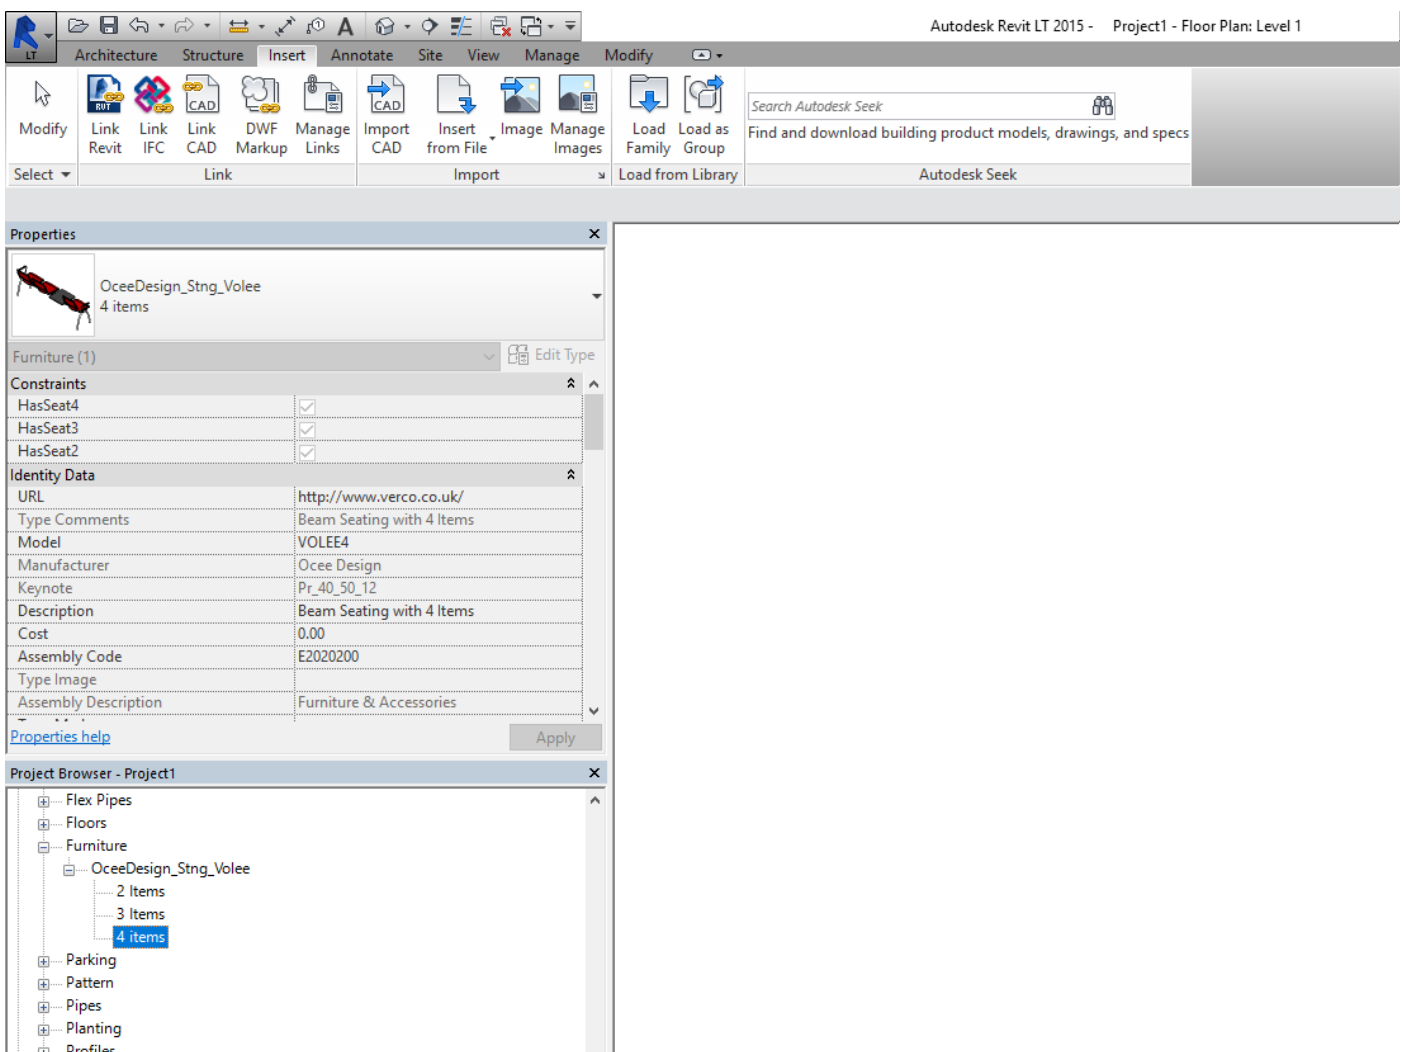 Autodesk Revit LT 2015 - Project1 - Floor Plan: Level 1
LT
Architecture Structure Insert Annotate Site View Manage Modify
Modify
Link Revit
Link IFC
Link CAD
DWF Markup
Manage Links
Import CAD
Insert from File
Image
Manage Images
Load Family
Load as Group
Search Autodesk Seek
Find and download building product models, drawings, and specs
Select
Link
Import
Load from Library
Autodesk Seek
Properties
OceeDesign_Stng_Volee
4 items
Furniture (1)
Edit Type
Constraints
HasSeat4
HasSeat3
HasSeat2
Identity Data
URL http://www.verco.co.uk/
Type Comments Beam Seating with 4 Items
Model VOLEE4
Manufacturer Ocee Design
Keynote Pr_40_50_12
Description Beam Seating with 4 Items
Cost 0.00
Assembly Code E2020200
Type Image
Assembly Description Furniture & Accessories
Properties help
Apply
Project Browser - Project1
Flex Pipes
Floors
Furniture
OceeDesign_Stng_Volee
2 Items
3 Items
4 items
Parking
Pattern
Pipes
Planting
Profiles